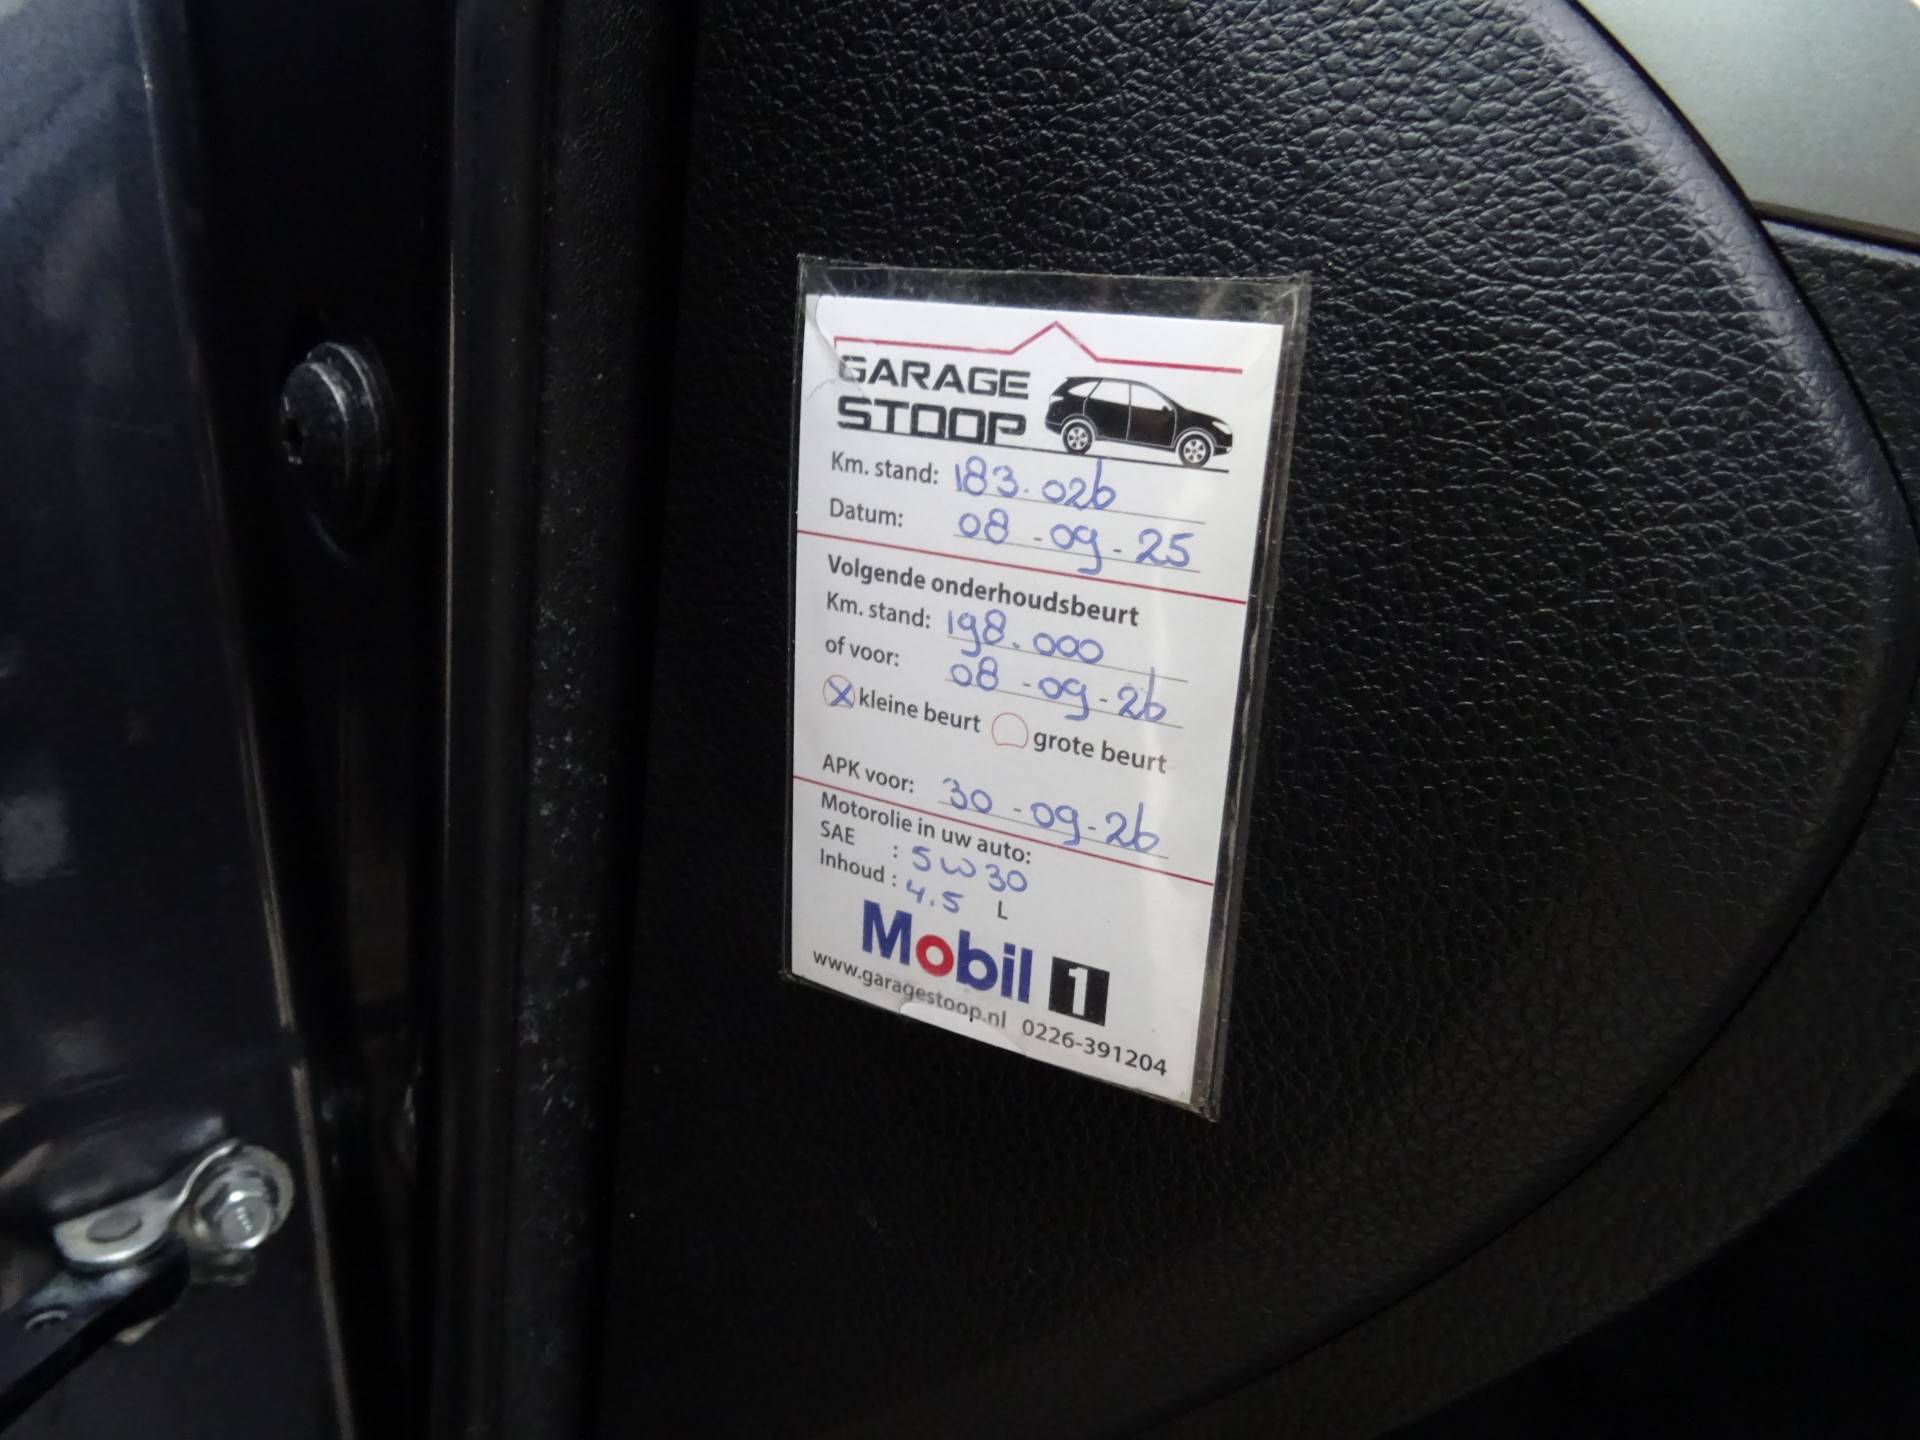 GARAGE
STOOP
Km. stand: 183.026
Datum: 08-09-25
Volgende onderhoudsbeurt
Km. stand: 198.000
of voor: 08-09-26
kleine beurt grote beurt
APK voor: 30-09-26
Motorolie in uw auto:
SAE : 5W30
Inhoud : 4.5 L
Mobil 1
www.garagestoop.nl 0226-391204